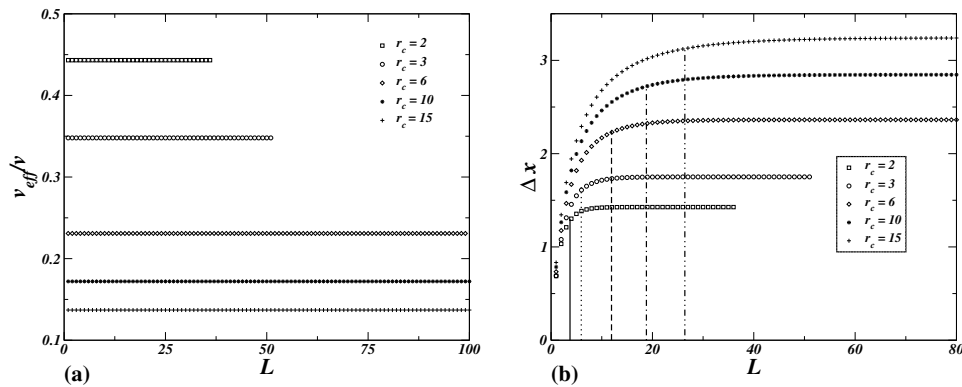 0.5
0.4
0.3
0.2
0.1
v_eff/v
0 25 50 75 100
L
r_c = 2
r_c = 3
r_c = 6
r_c = 10
r_c = 15
(a)
3
2
1
0
Δ x
0 20 40 60 80
L
r_c = 2
r_c = 3
r_c = 6
r_c = 10
r_c = 15
(b)